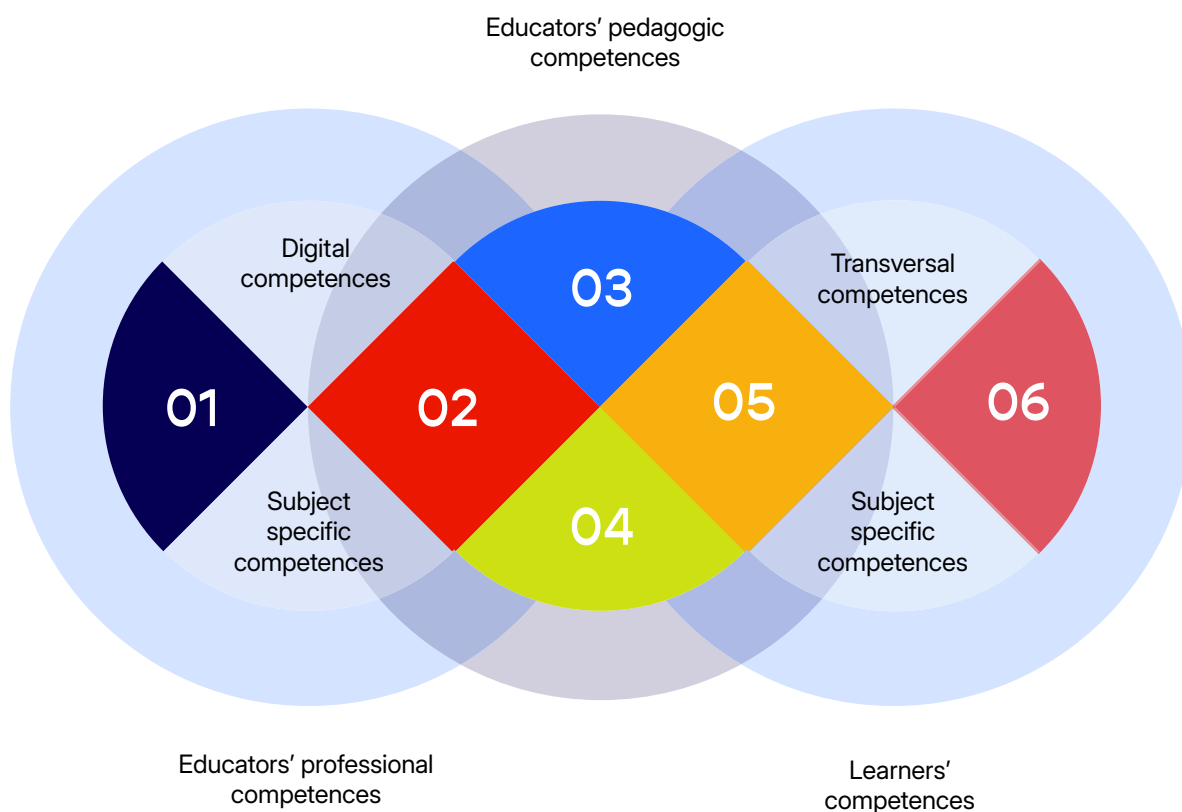 Educators’ pedagogic
competences
Digital
competences
Transversal
competences
01
02
03
04
05
06
Subject
specific
competences
Subject
specific
competences
Educators’ professional
competences
Learners’
competences